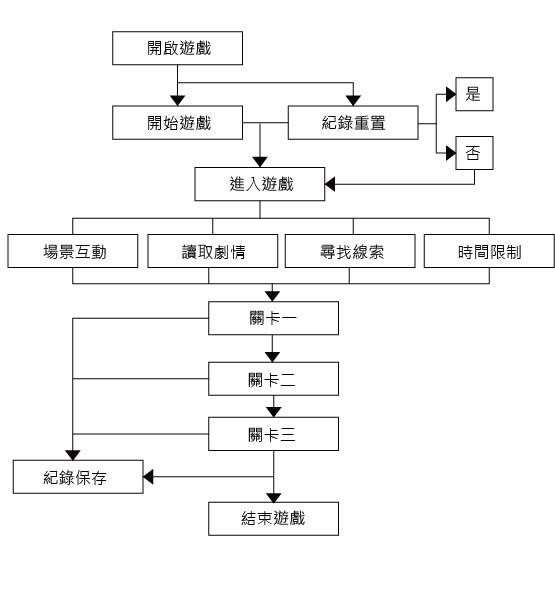 開啟遊戲
開始遊戲
紀錄重置
是
否
進入遊戲
場景互動
讀取劇情
尋找線索
時間限制
關卡一
關卡二
關卡三
紀錄保存
結束遊戲